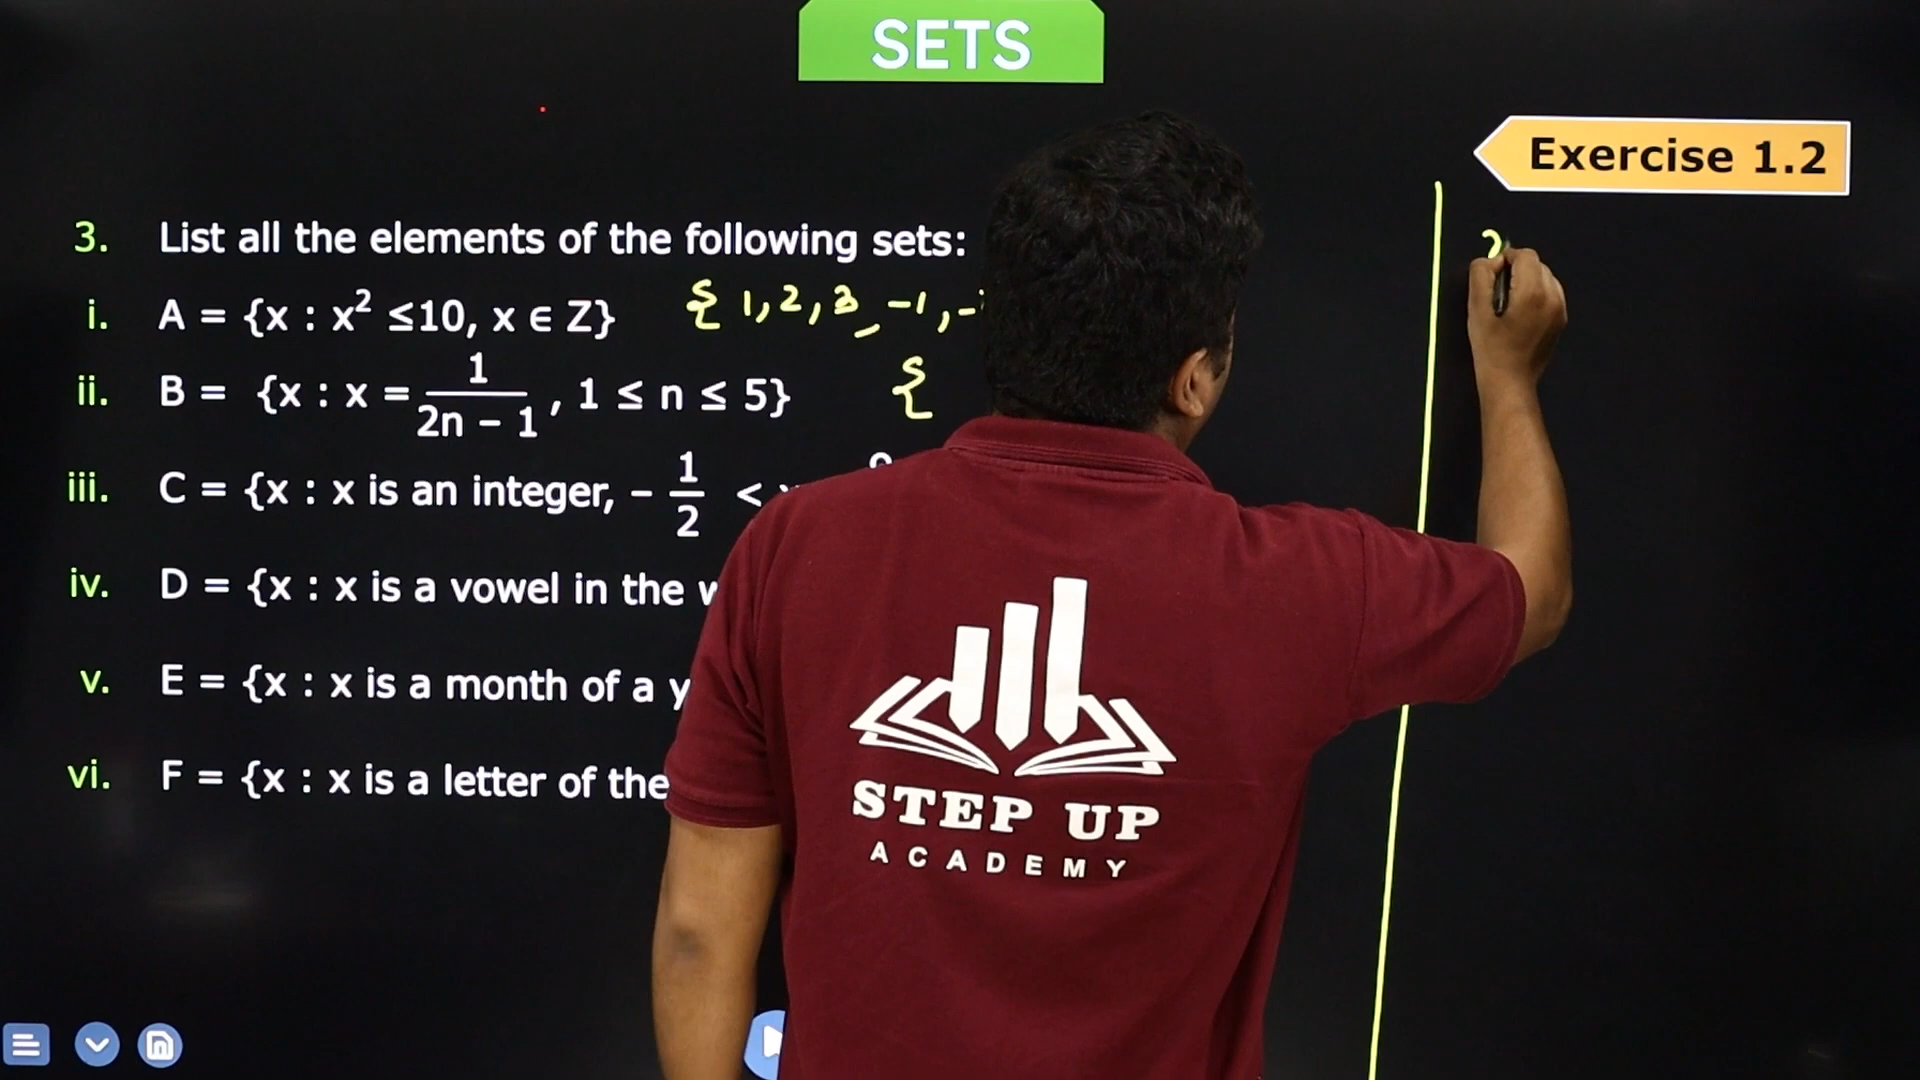 SETS
Exercise 1.2
3. List all the elements of the following sets:
i. A = {x : x² ≤10, x ∈ Z} { 1, 2, 3, -1, -
ii. B = {x : x = 1/(2n – 1), 1 ≤ n ≤ 5} {
iii. C = {x : x is an integer, – 1/2 <
iv. D = {x : x is a vowel in the
v. E = {x : x is a month of a
vi. F = {x : x is a letter of the
STEP UP
ACADEMY